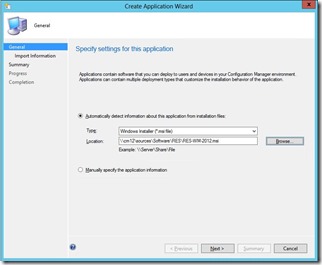 Create Application Wizard
General
General
Import Information
Summary
Progress
Completion
Specify settings for this application
Applications contain software that you can deploy to users and devices in your Configuration Manager environment.
Applications can contain multiple deployment types that customize the installation behavior of the application.
Automatically detect information about this application from installation files:
Type: Windows Installer (*.msi file)
Location: \\cm12\sources\Software\RES\RES-WM-2012.msi Browse...
Example: \\Server\Share\File
Manually specify the application information
< Previous Next > Summary Cancel